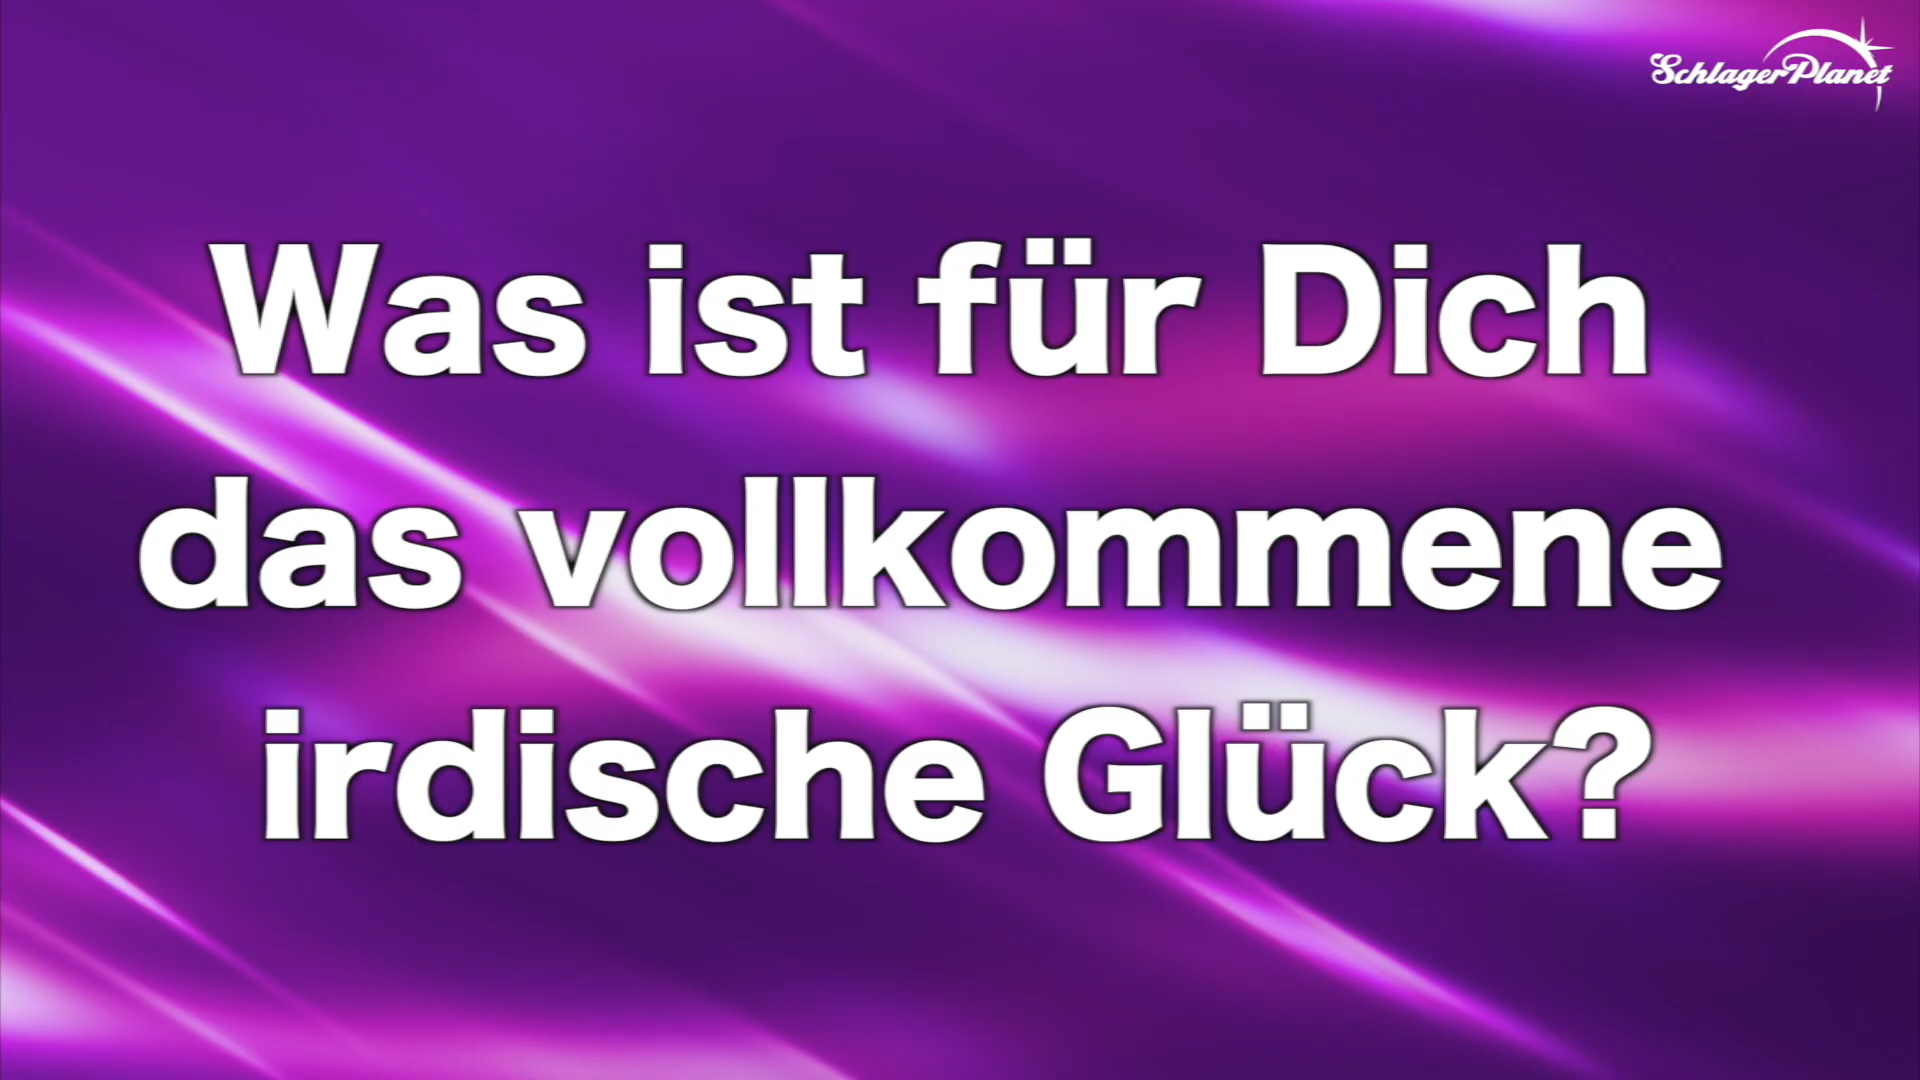 SchlagerPlanet
Was ist für Dich
das vollkommene
irdische Glück?